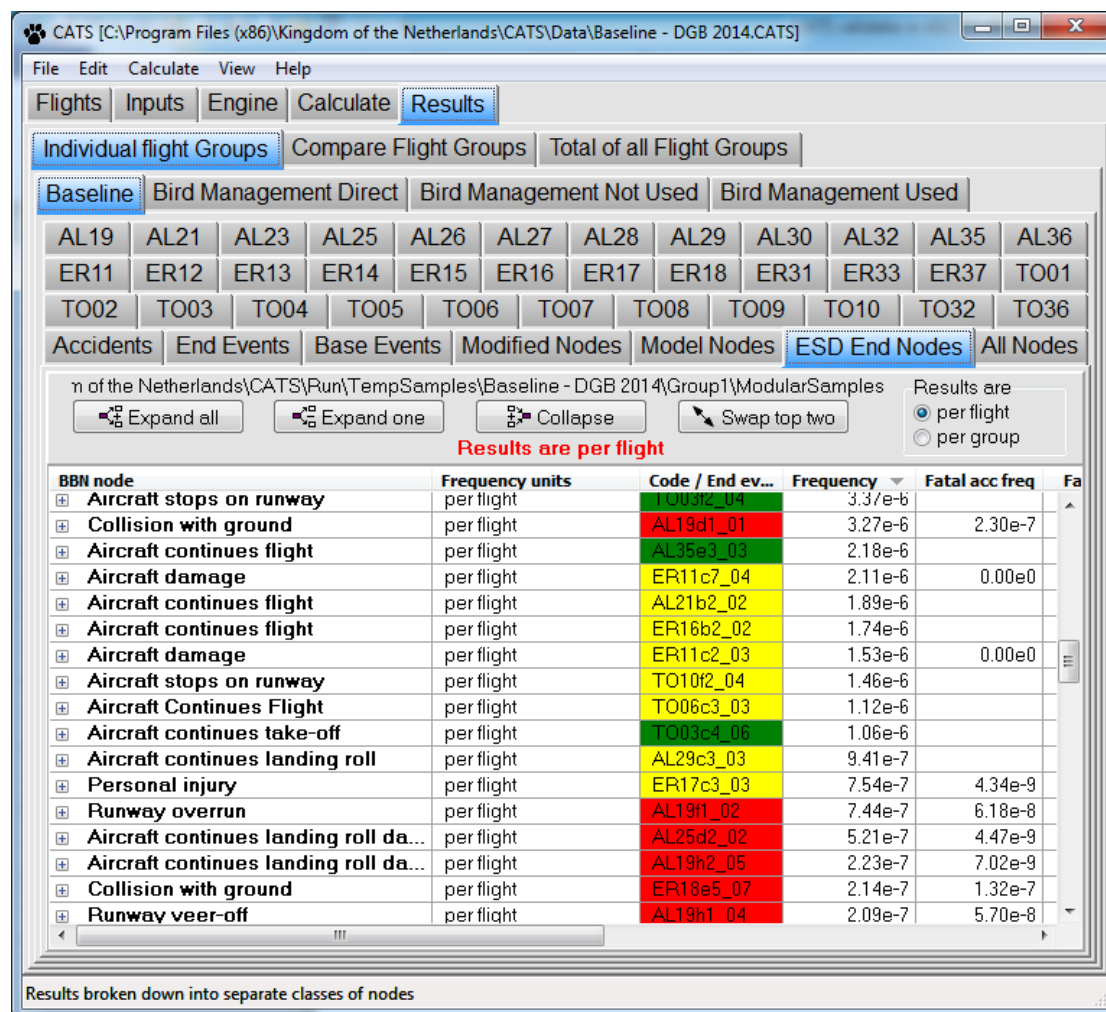 CATS [C:\Program Files (x86)\Kingdom of the Netherlands\CATS\Data\Baseline - DGB 2014.CATS]
File Edit Calculate View Help
Flights Inputs Engine Calculate Results
Individual flight Groups Compare Flight Groups Total of all Flight Groups
Baseline Bird Management Direct Bird Management Not Used Bird Management Used
AL19 AL21 AL23 AL25 AL26 AL27 AL28 AL29 AL30 AL32 AL35 AL36
ER11 ER12 ER13 ER14 ER15 ER16 ER17 ER18 ER31 ER33 ER37 TO01
TO02 TO03 TO04 TO05 TO06 TO07 TO08 TO09 TO10 TO32 TO36
Accidents End Events Base Events Modified Nodes Model Nodes ESD End Nodes All Nodes
of the Netherlands\CATS\Run\TempSamples\Baseline - DGB 2014\Group1\ModularSamples Results are
Expand all Expand one Collapse Swap top two per flight
per group
Results are per flight
BBN node Frequency units Code / End ev... Frequency Fatal acc freq Fa
Aircraft stops on runway per flight TO03f2_04 3.37e-6
Collision with ground per flight AL19d1_01 3.27e-6 2.30e-7
Aircraft continues flight per flight AL35e3_03 2.18e-6
Aircraft damage per flight ER11c7_04 2.11e-6 0.00e0
Aircraft continues flight per flight AL21b2_02 1.89e-6
Aircraft continues flight per flight ER16b2_02 1.74e-6
Aircraft damage per flight ER11c2_03 1.53e-6 0.00e0
Aircraft stops on runway per flight TO10f2_04 1.46e-6
Aircraft Continues Flight per flight TO06c3_03 1.12e-6
Aircraft continues take-off per flight TO03c4_06 1.06e-6
Aircraft continues landing roll per flight AL29c3_03 9.41e-7
Personal injury per flight ER17c3_03 7.54e-7 4.34e-9
Runway overrun per flight AL19f1_02 7.44e-7 6.18e-8
Aircraft continues landing roll da... per flight AL25d2_02 5.21e-7 4.47e-9
Aircraft continues landing roll da... per flight AL19h2_05 2.23e-7 7.02e-9
Collision with ground per flight ER18e5_07 2.14e-7 1.32e-7
Runway veer-off per flight AL19h1_04 2.09e-7 5.70e-8
Results broken down into separate classes of nodes